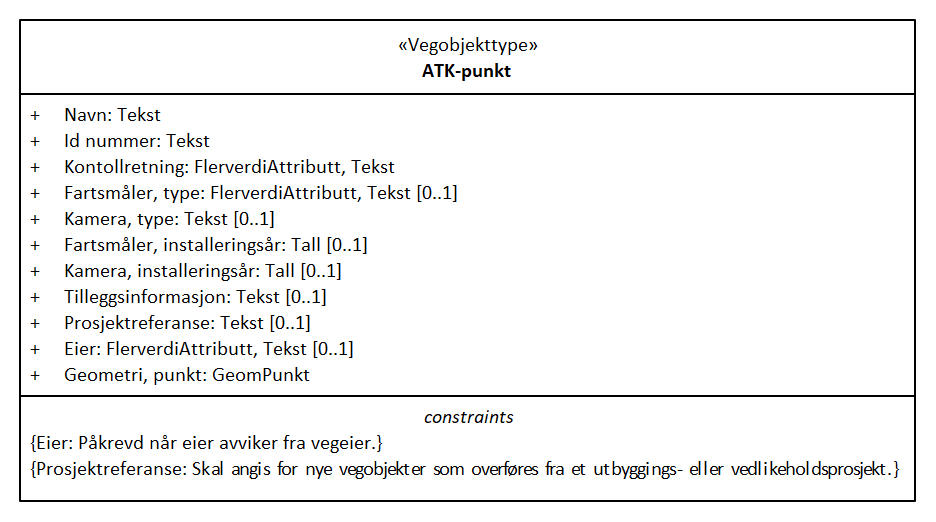 «Vegobjekttype»
ATK-punkt
+ Navn: Tekst
+ Id nummer: Tekst
+ Kontollretning: FlerverdiAttributt, Tekst
+ Fartsmåler, type: FlerverdiAttributt, Tekst [0..1]
+ Kamera, type: Tekst [0..1]
+ Fartsmåler, installeringsår: Tall [0..1]
+ Kamera, installeringsår: Tall [0..1]
+ Tilleggsinformasjon: Tekst [0..1]
+ Prosjektreferanse: Tekst [0..1]
+ Eier: FlerverdiAttributt, Tekst [0..1]
+ Geometri, punkt: GeomPunkt
constraints
{Eier: Påkrevd når eier avviker fra vegeier.}
{Prosjektreferanse: Skal angis for nye vegobjekter som overføres fra et utbyggings- eller vedlikeholdsprosjekt.}